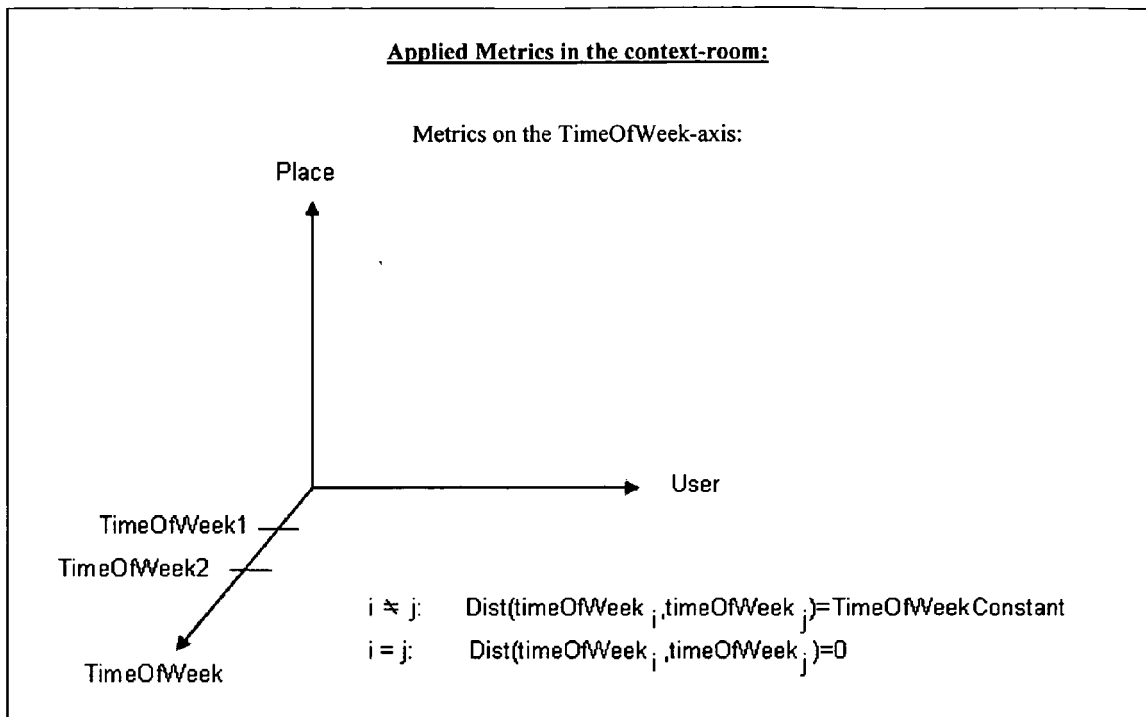 Applied Metrics in the context-room:
Metrics on the TimeOfWeek-axis:
Place
User
TimeOfWeek1
TimeOfWeek2
i ≠ j: Dist(timeOfWeek i ,timeOfWeek j )=TimeOfWeekConstant
i = j: Dist(timeOfWeek i ,timeOfWeek j )=0
TimeOfWeek